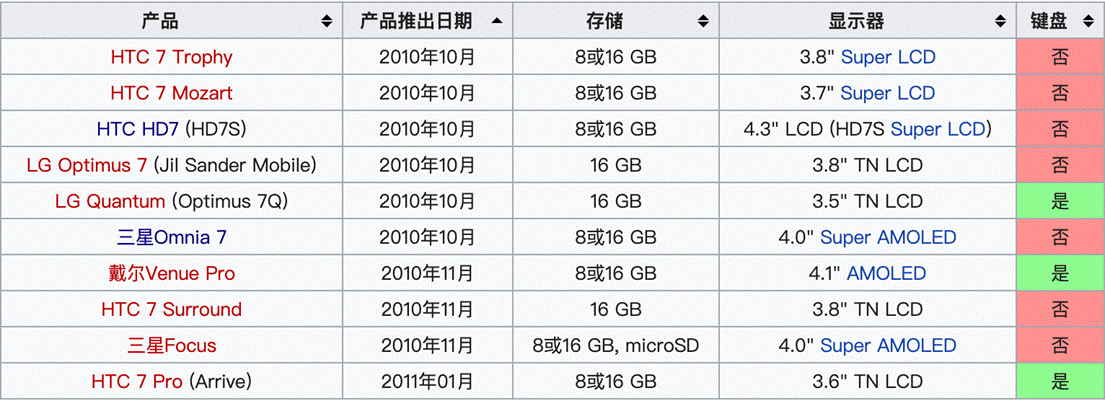 产品 产品推出日期 存储 显示器 键盘
HTC 7 Trophy 2010年10月 8或16 GB 3.8" Super LCD 否
HTC 7 Mozart 2010年10月 8或16 GB 3.7" Super LCD 否
HTC HD7 (HD7S) 2010年10月 8或16 GB 4.3" LCD (HD7S Super LCD) 否
LG Optimus 7 (Jil Sander Mobile) 2010年10月 16 GB 3.8" TN LCD 否
LG Quantum (Optimus 7Q) 2010年10月 16 GB 3.5" TN LCD 是
三星Omnia 7 2010年10月 8或16 GB 4.0" Super AMOLED 否
戴尔Venue Pro 2010年11月 8或16 GB 4.1" AMOLED 是
HTC 7 Surround 2010年11月 16 GB 3.8" TN LCD 否
三星Focus 2010年11月 8或16 GB, microSD 4.0" Super AMOLED 否
HTC 7 Pro (Arrive) 2011年01月 8或16 GB 3.6" TN LCD 是